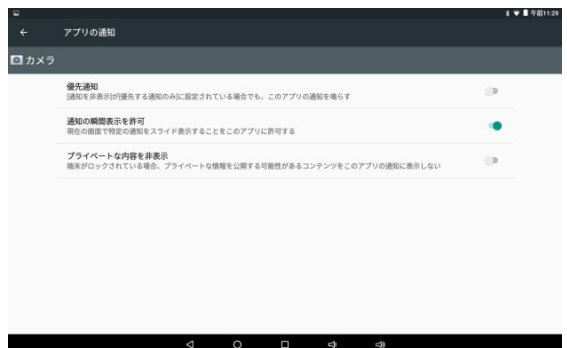 午前11:29
アプリの通知
カメラ
優先通知
[通知を非表示]が[優先する通知のみ]に設定されている場合でも、このアプリの通知を鳴らす
通知の瞬間表示を許可
現在の画面で特定の通知をスライド表示することをこのアプリに許可する
プライベートな内容を非表示
端末がロックされている場合、プライベートな情報を公開する可能性があるコンテンツをこのアプリの通知に表示しない